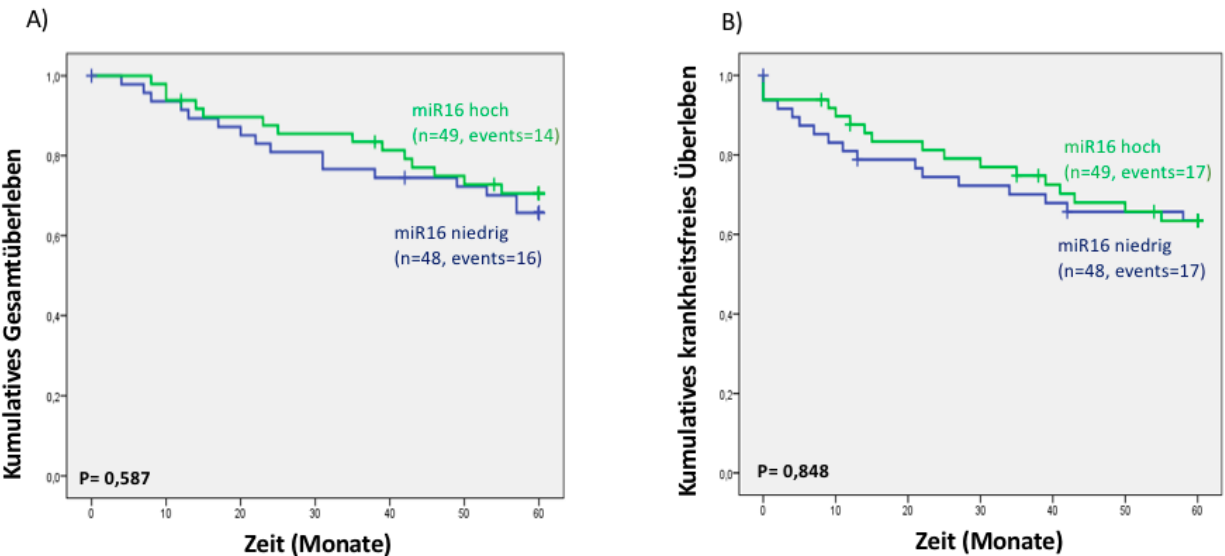 A)
Kumulatives Gesamtüberleben
1,0
0,8
0,6
0,4
0,2
0,0
miR16 hoch
(n=49, events=14)
miR16 niedrig
(n=48, events=16)
P= 0,587
0 10 20 30 40 50 60
Zeit (Monate)
B)
Kumulatives krankheitsfreies Überleben
1,0
0,8
0,6
0,4
0,2
0,0
miR16 hoch
(n=49, events=17)
miR16 niedrig
(n=48, events=17)
P= 0,848
0 10 20 30 40 50 60
Zeit (Monate)